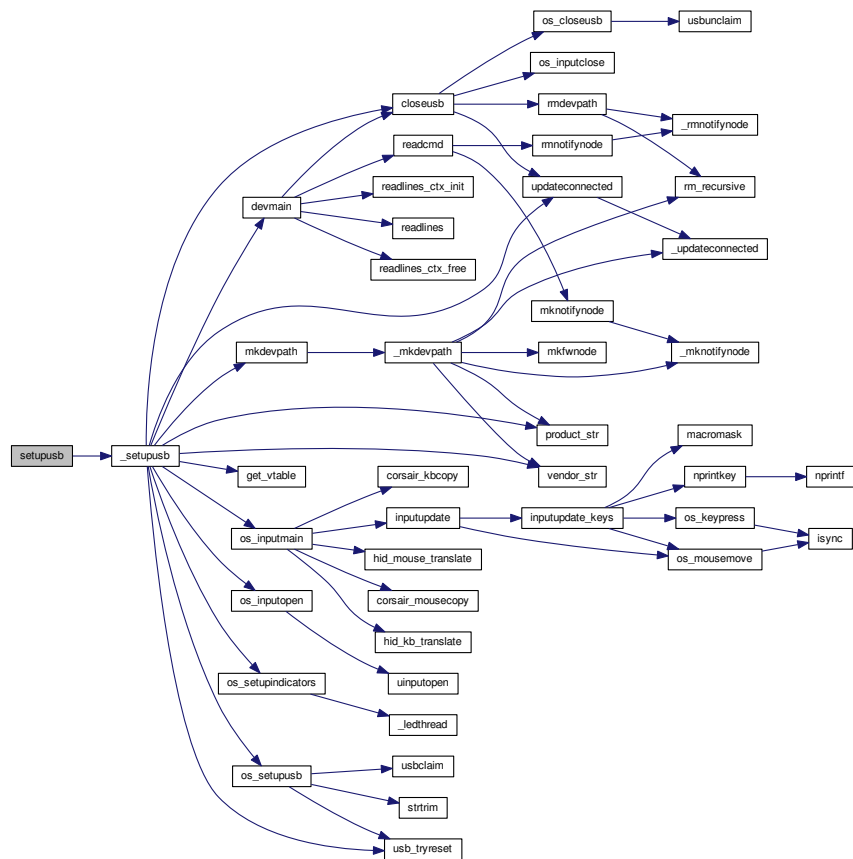 os_closeusb
usbunclaim
os_inputclose
closeusb
rmdevpath
_rmnotifynode
readcmd
rmnotifynode
readlines_ctx_init
updateconnected
rm_recursive
devmain
readlines
_updateconnected
readlines_ctx_free
mknotifynode
mkdevpath
_mkdevpath
mkfwnode
_mknotifynode
product_str
macromask
setupusb
_setupusb
get_vtable
corsair_kbcopy
vendor_str
nprintkey
nprintf
inputupdate
inputupdate_keys
os_keypress
isync
os_inputmain
hid_mouse_translate
os_mousemove
os_inputopen
corsair_mousecopy
hid_kb_translate
os_setupindicators
uinputopen
_ledthread
os_setupusb
usbclaim
strtrim
usb_tryreset